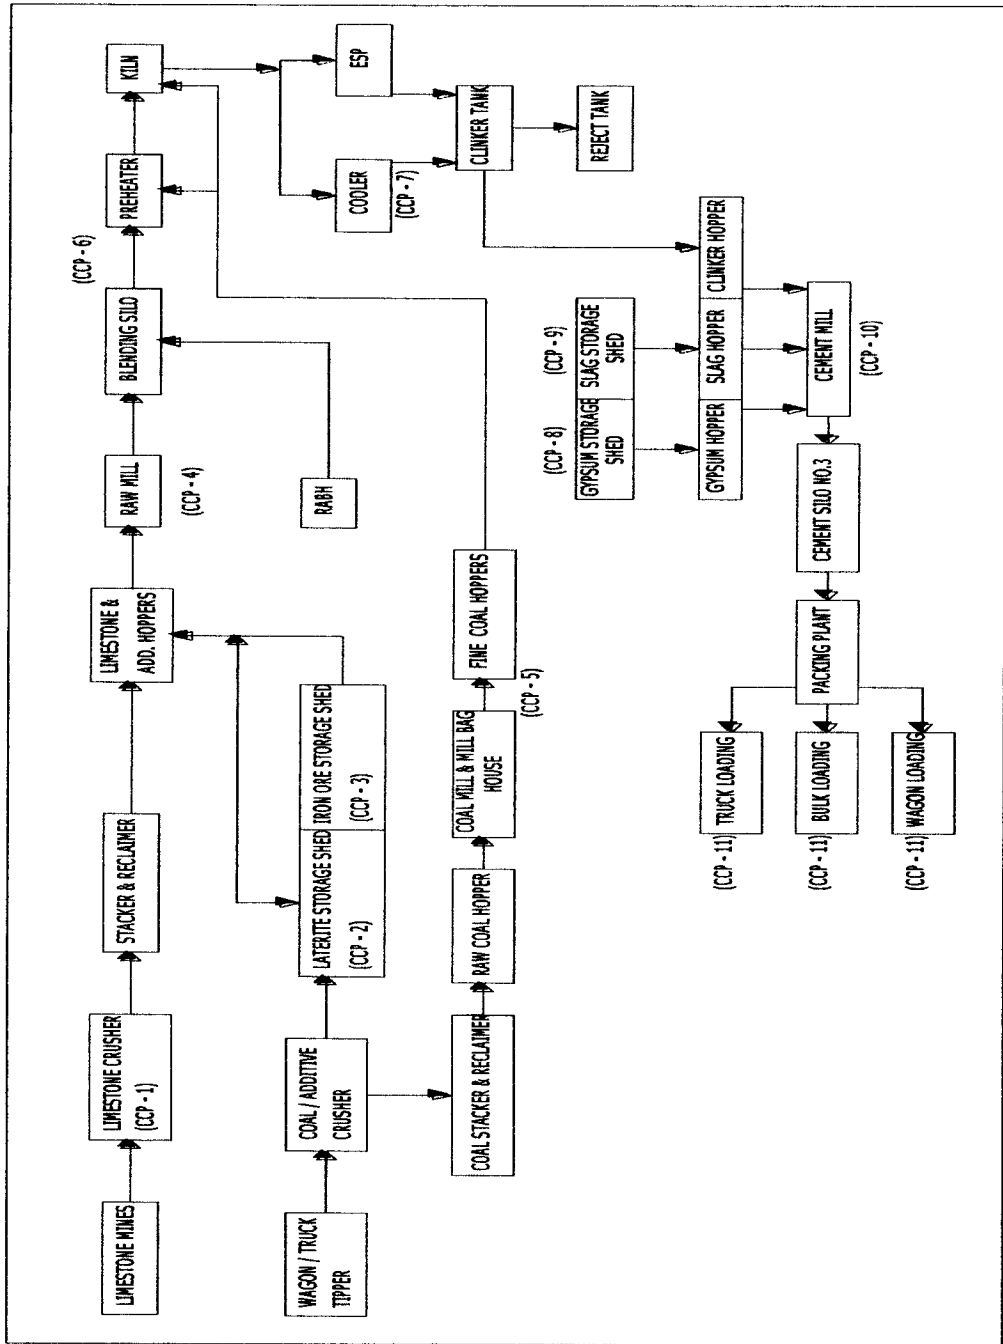 LIMESTONE MINES
LIMESTONE CRUSHER
(CCP - 1)
STACKER & RECLAIMER
LIMESTONE &
ADD. HOPPERS
RAW MILL
(CCP - 4)
BLENDING SILO
(CCP - 6)
PREHEATER
KILN
WAGON / TRUCK
TIPPER
COAL / ADDITIVE
CRUSHER
LATERITE STORAGE SHED
(CCP - 2)
IRON ORE STORAGE SHED
(CCP - 3)
RABH
COOLER
(CCP - 7)
ESP
COAL STACKER & RECLAIMER
RAW COAL HOPPER
COAL MILL & MILL BAG
HOUSE
FINE COAL HOPPERS
(CCP - 5)
CLINKER TANK
REJECT TANK
(CCP - 8)
GYPSUM STORAGE
SHED
(CCP - 9)
SLAG STORAGE
SHED
GYPSUM HOPPER
SLAG HOPPER
CLINKER HOPPER
CEMENT MILL
(CCP - 10)
CEMENT SILO NO.3
PACKING PLANT
(CCP - 11)
TRUCK LOADING
(CCP - 11)
BULK LOADING
(CCP - 11)
WAGON LOADING